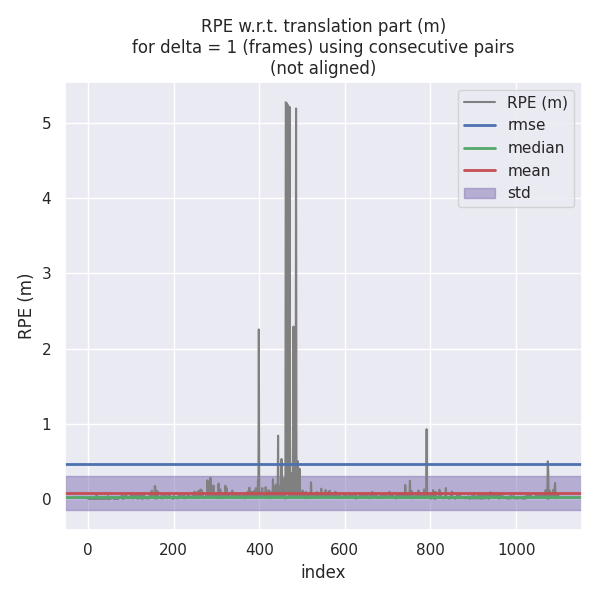 RPE w.r.t. translation part (m)
for delta = 1 (frames) using consecutive pairs
(not aligned)
RPE (m)
rmse
median
mean
std
RPE (m)
5
4
3
2
1
0
0 200 400 600 800 1000
index